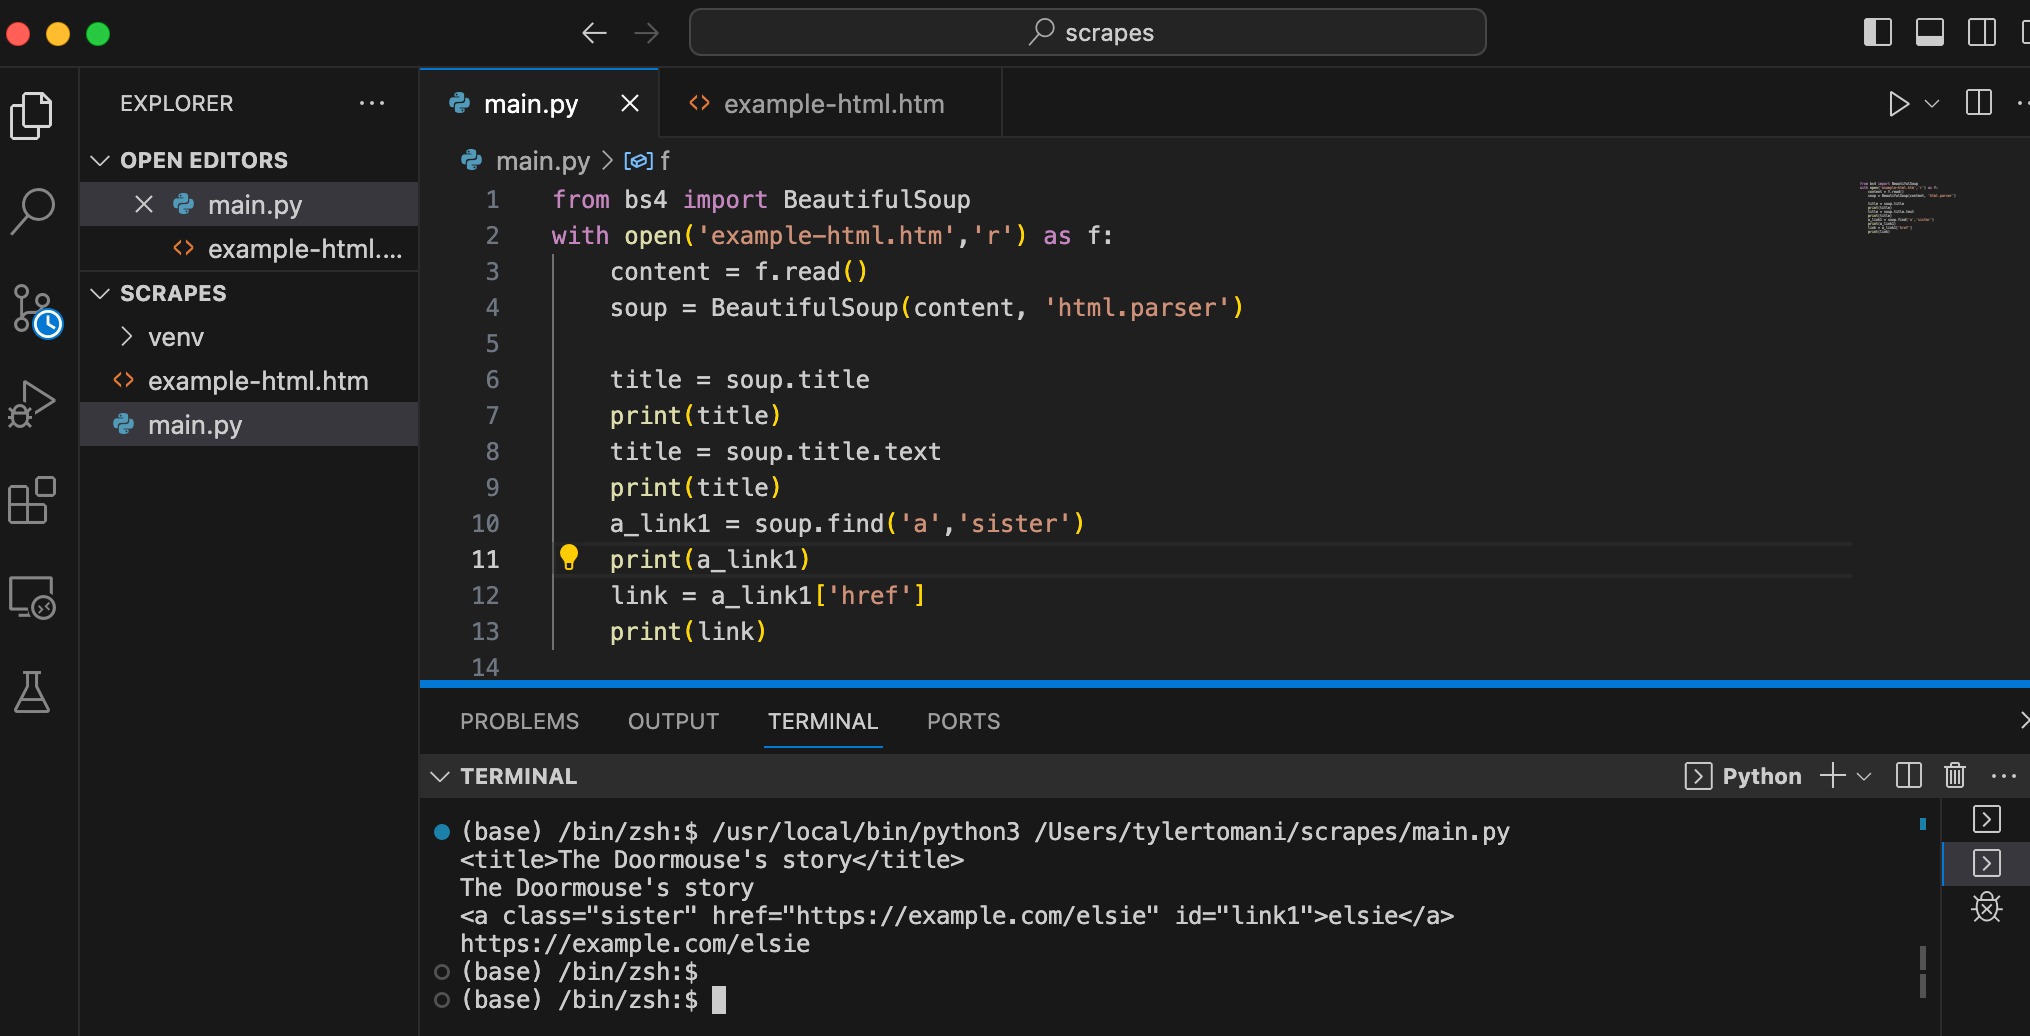 scrapes
EXPLORER
OPEN EDITORS
main.py
example-html....
SCRAPES
venv
example-html.htm
main.py
main.py
example-html.htm
main.py > f
1 from bs4 import BeautifulSoup
2 with open('example-html.htm','r') as f:
3 content = f.read()
4 soup = BeautifulSoup(content, 'html.parser')
5
6 title = soup.title
7 print(title)
8 title = soup.title.text
9 print(title)
10 a_link1 = soup.find('a','sister')
11 print(a_link1)
12 link = a_link1['href']
13 print(link)
14
PROBLEMS OUTPUT TERMINAL PORTS
TERMINAL
Python
(base) /bin/zsh:$ /usr/local/bin/python3 /Users/tylertomani/scrapes/main.py
<title>The Doormouse's story</title>
The Doormouse's story
<a class="sister" href="https://example.com/elsie" id="link1">elsie</a>
https://example.com/elsie
(base) /bin/zsh:$
(base) /bin/zsh:$